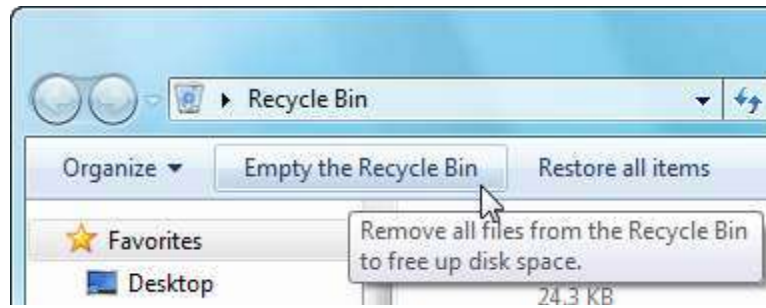 Recycle Bin
Organize Empty the Recycle Bin Restore all items
Favorites
Remove all files from the Recycle Bin
to free up disk space.
Desktop
24.3 KB